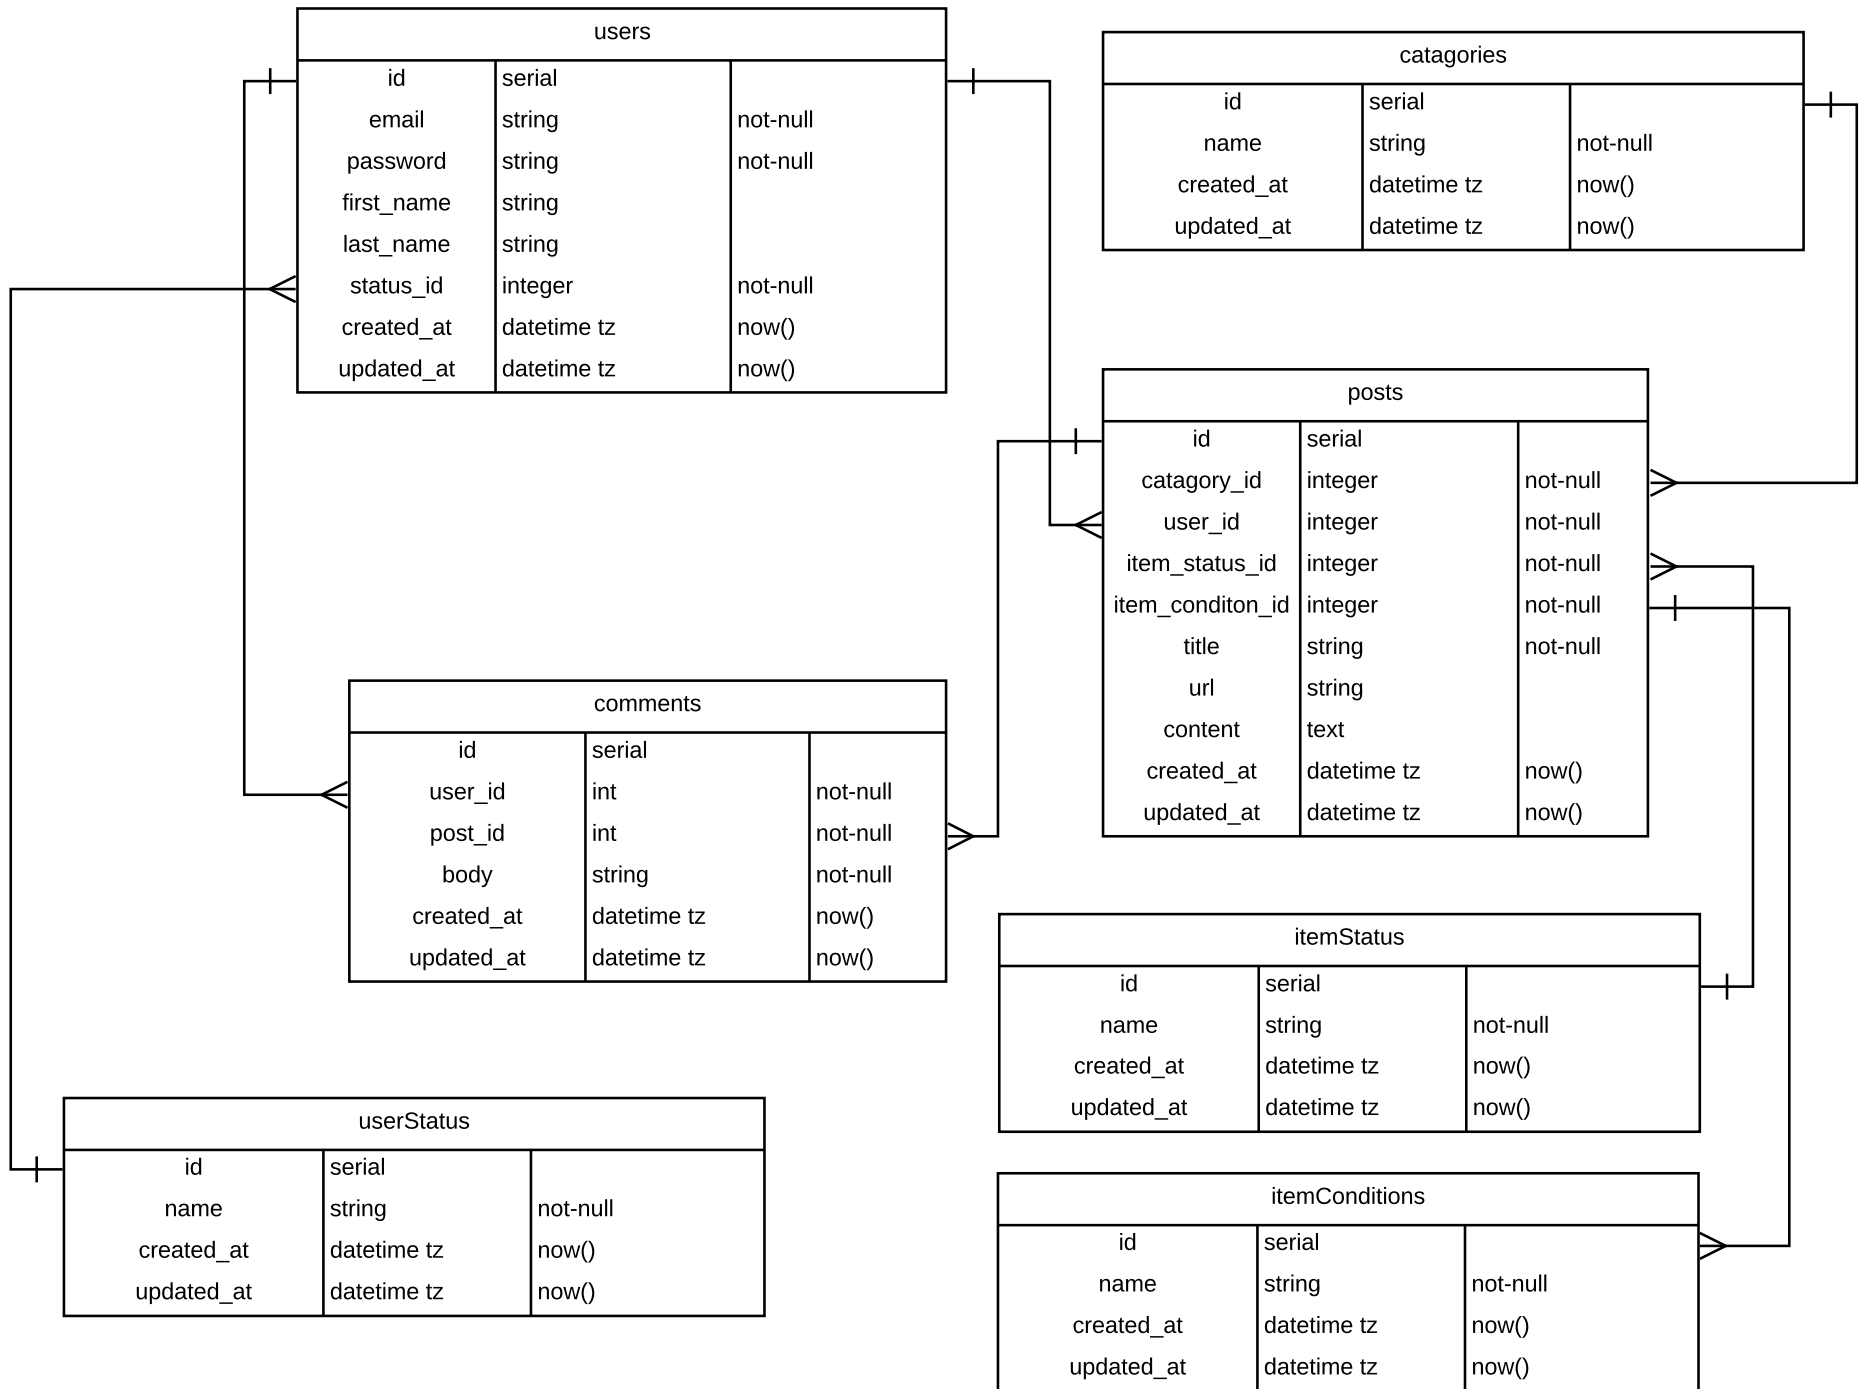 users
id serial
email string not-null
password string not-null
first_name string
last_name string
status_id integer not-null
created_at datetime tz now()
updated_at datetime tz now()
catagories
id serial
name string not-null
created_at datetime tz now()
updated_at datetime tz now()
posts
id serial
catagory_id integer not-null
user_id integer not-null
item_status_id integer not-null
item_conditon_id integer not-null
title string not-null
url string
content text
created_at datetime tz now()
updated_at datetime tz now()
comments
id serial
user_id int not-null
post_id int not-null
body string not-null
created_at datetime tz now()
updated_at datetime tz now()
itemStatus
id serial
name string not-null
created_at datetime tz now()
updated_at datetime tz now()
userStatus
id serial
name string not-null
created_at datetime tz now()
updated_at datetime tz now()
itemConditions
id serial
name string not-null
created_at datetime tz now()
updated_at datetime tz now()